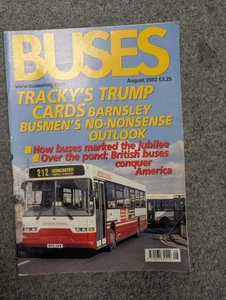 BUSES
August 2002 £3.25
TRACKY'S TRUMP
CARDS BARNSLEY
BUSMEN'S NO-NONSENSE
OUTLOOK
How buses marked the jubilee
Over the pond: British buses
conquer
America
212 DONCASTER